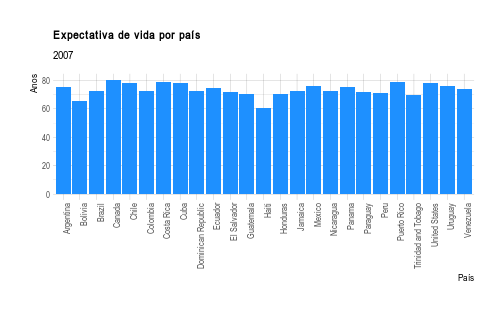 Expectativa de vida por país
2007
Anos
80
60
40
20
0
Argentina
Bolivia
Brazil
Canada
Chile
Colombia
Costa Rica
Cuba
Dominican Republic
Ecuador
El Salvador
Guatemala
Haiti
Honduras
Jamaica
Mexico
Nicaragua
Panama
Paraguay
Peru
Puerto Rico
Trinidad and Tobago
United States
Uruguay
Venezuela
País